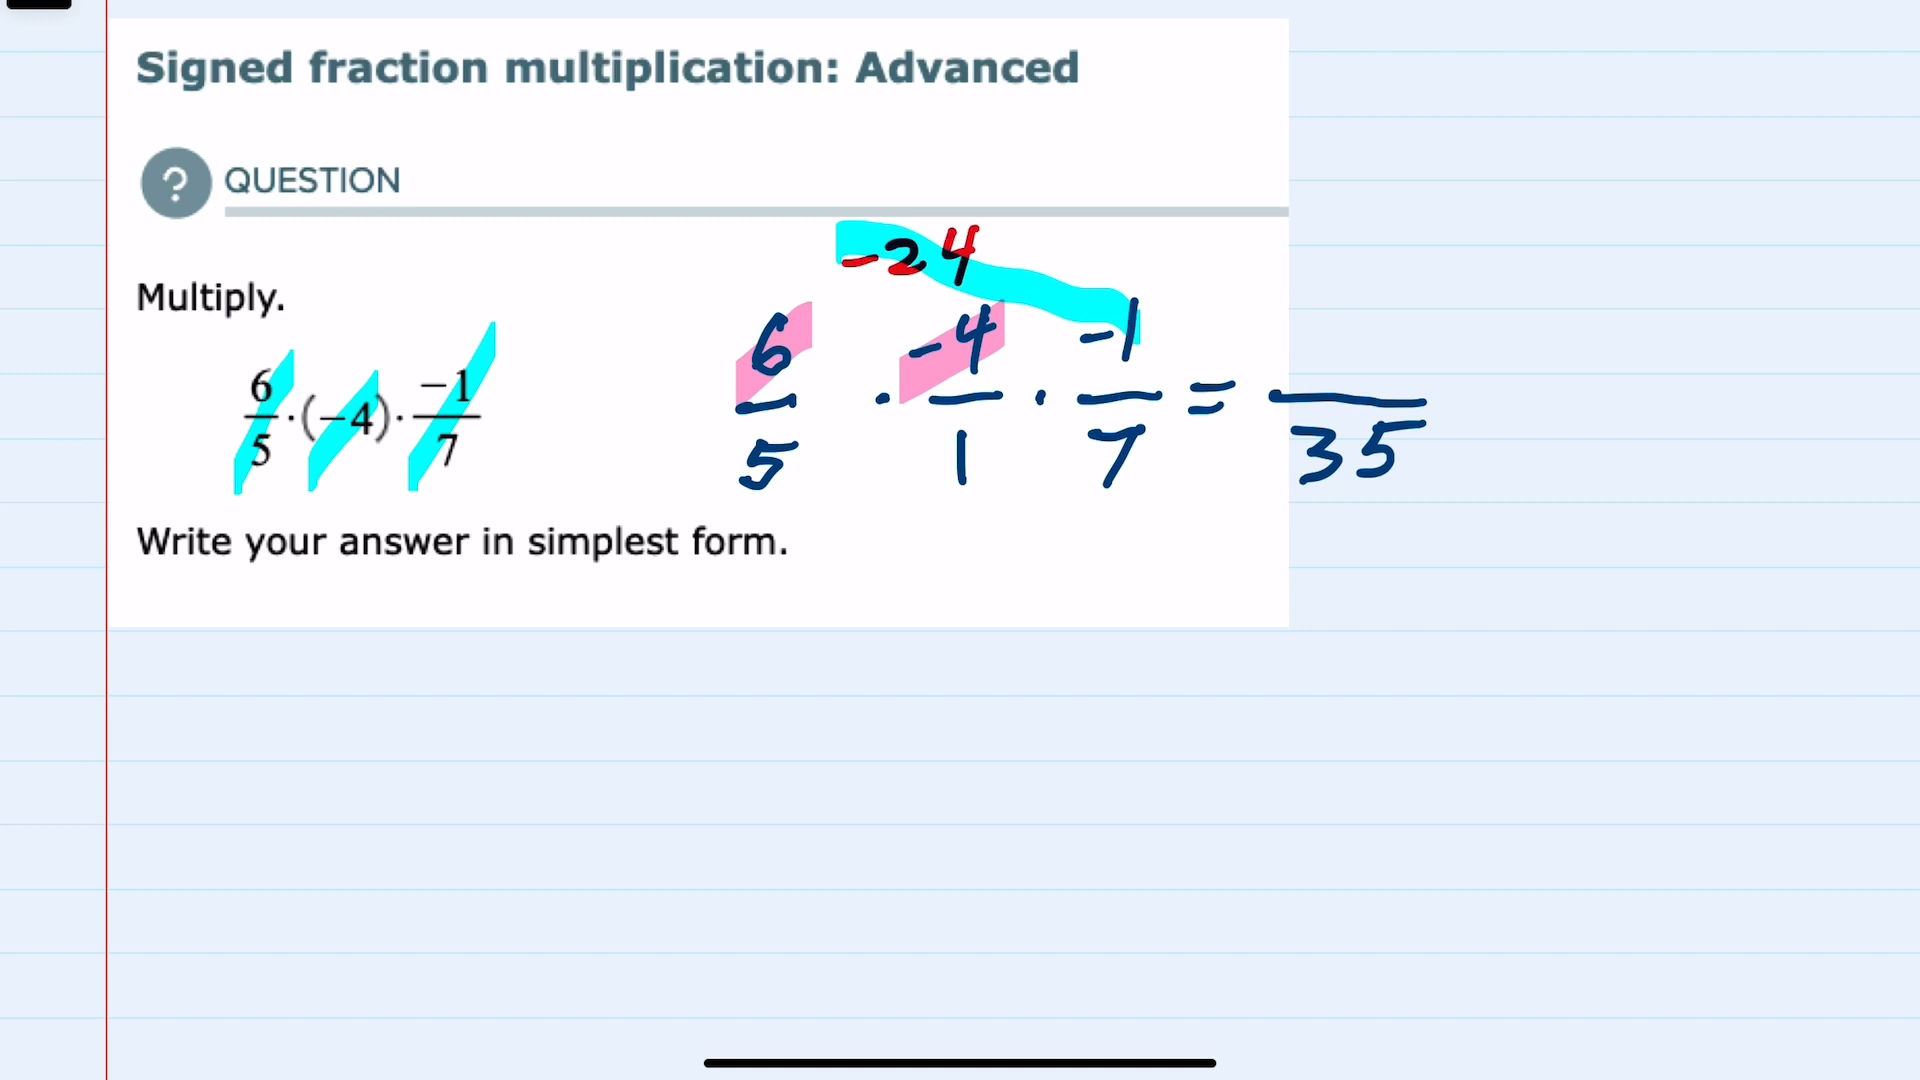 Signed fraction multiplication: Advanced
? QUESTION
Multiply.
6/5 · (−4) · −1/7
-24
6/5 · -4/1 · -1/7 = /35
Write your answer in simplest form.